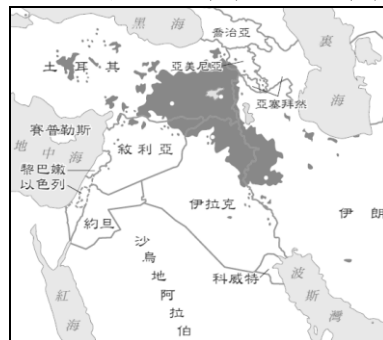 黑海
喬治亞
裏海
土耳其
亞美尼亞
亞塞拜然
賽普勒斯
地中海
敘利亞
黎巴嫩
以色列
伊拉克
伊朗
約旦
沙烏地阿拉伯
科威特
波斯灣
紅海